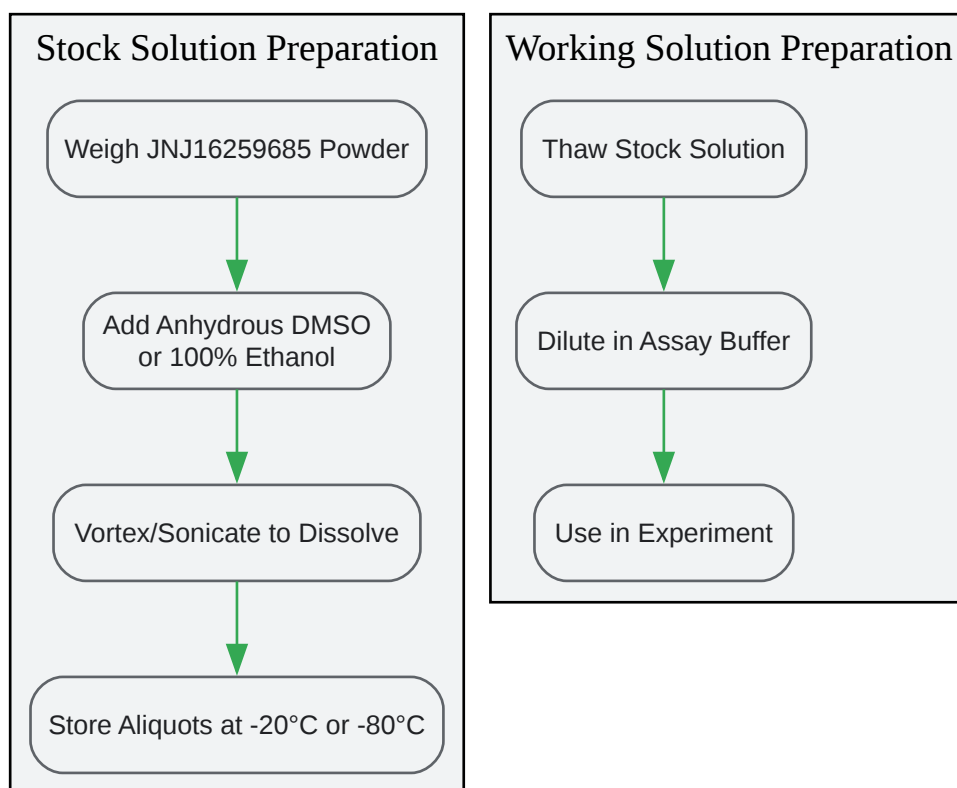 Stock Solution Preparation
Weigh JNJ16259685 Powder
Add Anhydrous DMSO
or 100% Ethanol
Vortex/Sonicate to Dissolve
Store Aliquots at -20°C or -80°C
Working Solution Preparation
Thaw Stock Solution
Dilute in Assay Buffer
Use in Experiment